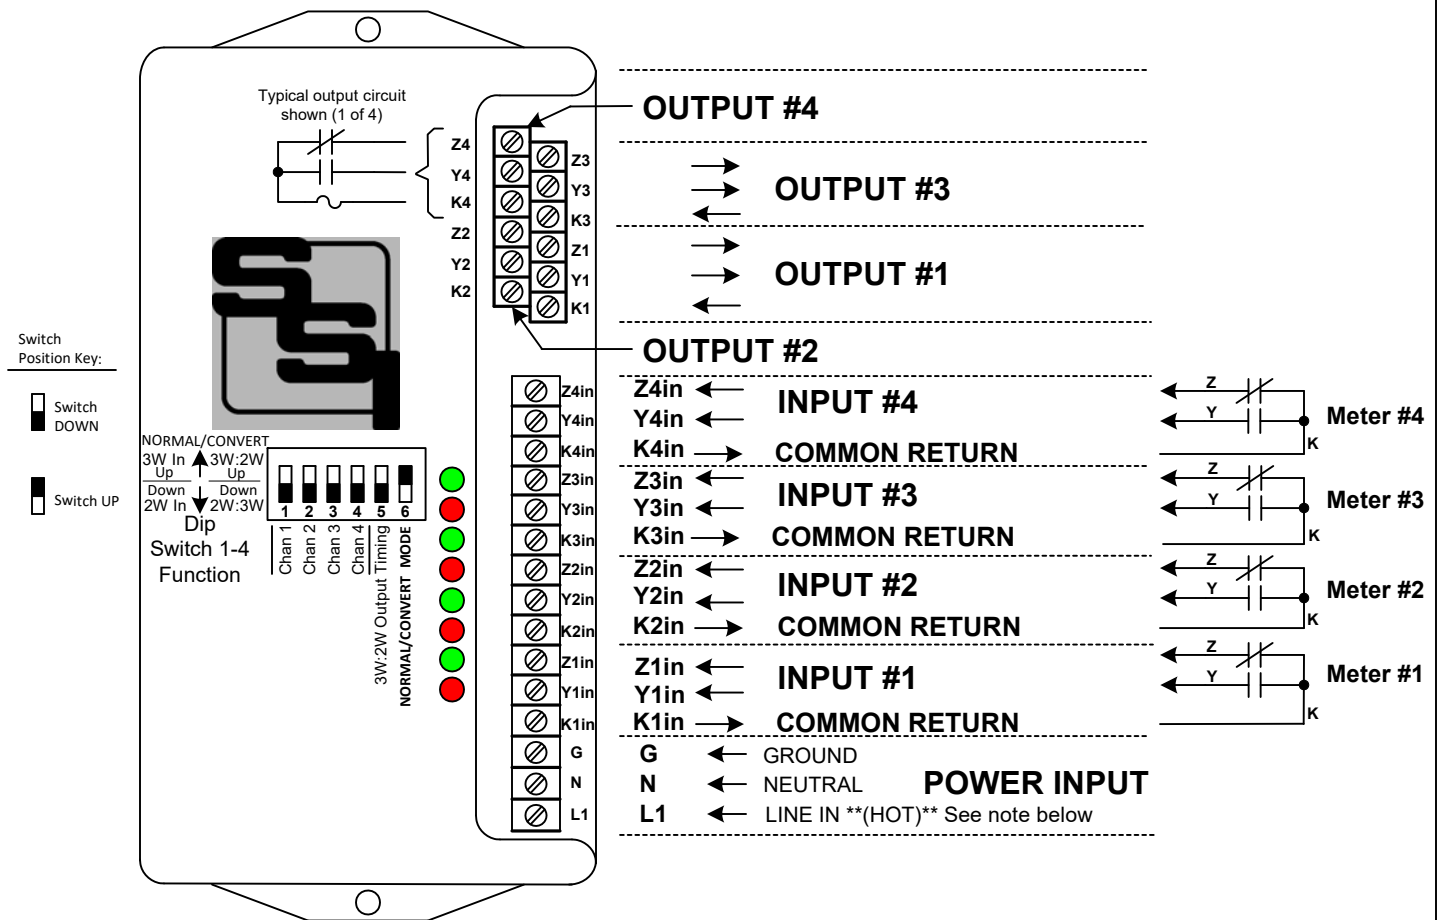 Typical output circuit
shown (1 of 4)
Z4
Y4
K4
Z2
Y2
K2
Z3
Y3
K3
Z1
Y1
K1
OUTPUT #4
OUTPUT #3
OUTPUT #1
OUTPUT #2
SSI
Switch
Position Key:
Switch
DOWN
Switch UP
NORMAL/CONVERT
3W In 3W:2W
Up Up
Down Down
2W In 2W:3W
Dip
Switch 1-4
Function
1 2 3 4 5 6
Chan 1
Chan 2
Chan 3
Chan 4
3W:2W Output Timing
NORMAL/CONVERT MODE
Z4in
Y4in
K4in
Z3in
Y3in
K3in
Z2in
Y2in
K2in
Z1in
Y1in
K1in
G
N
L1
Z4in
Y4in
INPUT #4
K4in COMMON RETURN
Z3in
Y3in
INPUT #3
K3in COMMON RETURN
Z2in
Y2in
INPUT #2
K2in COMMON RETURN
Z1in
Y1in
INPUT #1
K1in COMMON RETURN
G GROUND
N NEUTRAL
POWER INPUT
L1 LINE IN **(HOT)** See note below
Z
Y
K
Meter #4
Z
Y
K
Meter #3
Z
Y
K
Meter #2
Z
Y
K
Meter #1